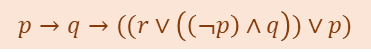 p → q → ((r ∨ ((¬p) ∧ q)) ∨ p)